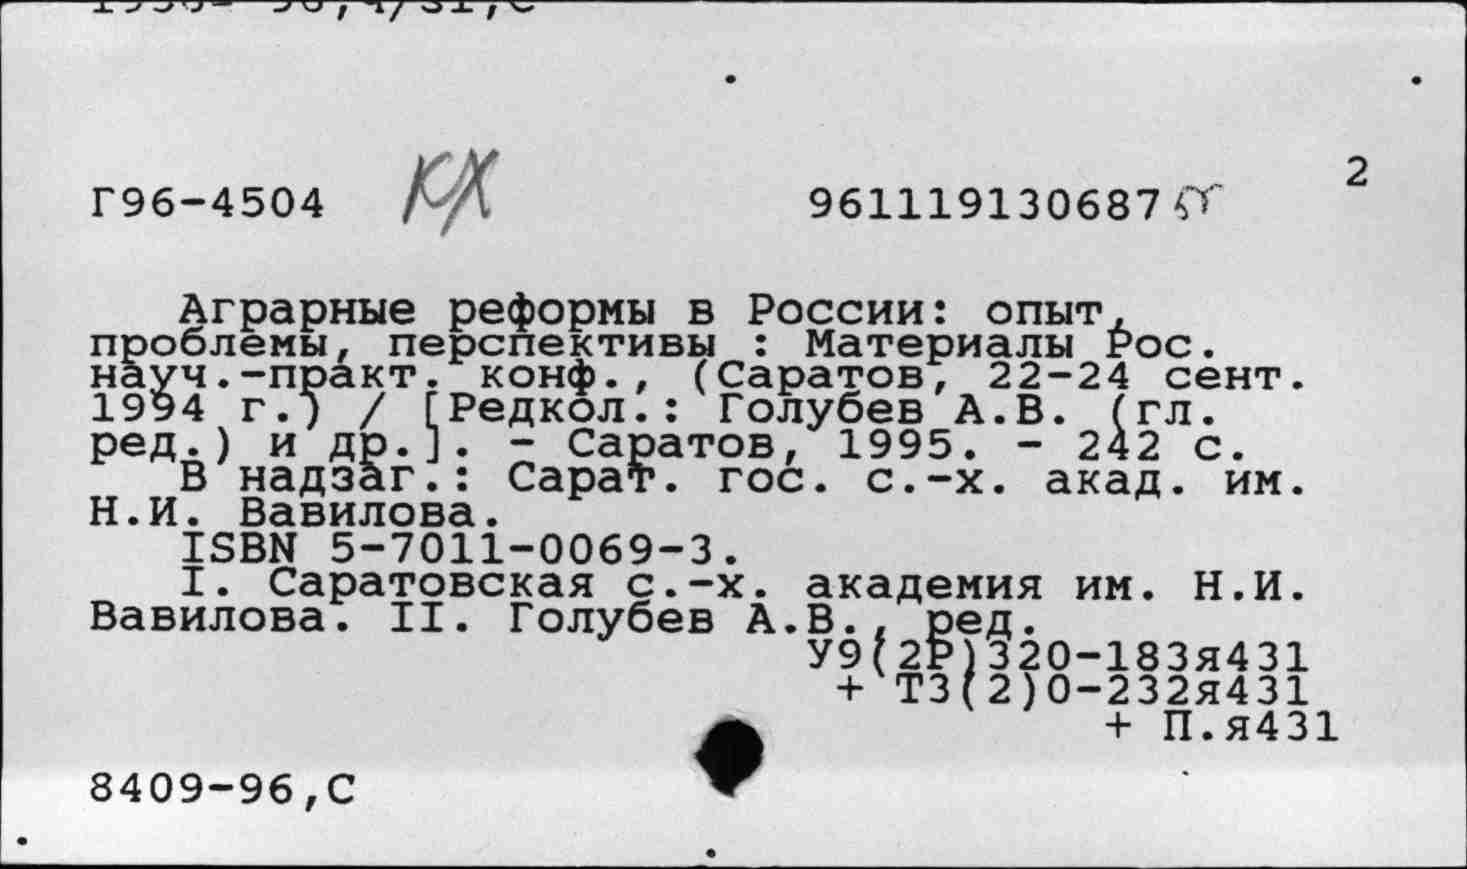 Г96-4504 КХ 961119130687 2
Аграрные реформы в России: опыт,
проблемы, перспективы : Материалы Рос.
науч.-практ. конф., (Саратов, 22-24 сент.
1994 г.) / [Редкол.: Голубев А.В. (гл.
ред.) и др.]. - Саратов, 1995. - 242 с.
В надзаг.: Сарат. гос. с.-х. акад. им.
Н.И. Вавилова.
ISBN 5-7011-0069-3.
I. Саратовская с.-х. академия им. Н.И.
Вавилова. II. Голубев А.В., ред.
У9(2Р)320-183я431
+ Т3(2)0-232я431
+ П.я431
8409-96,С